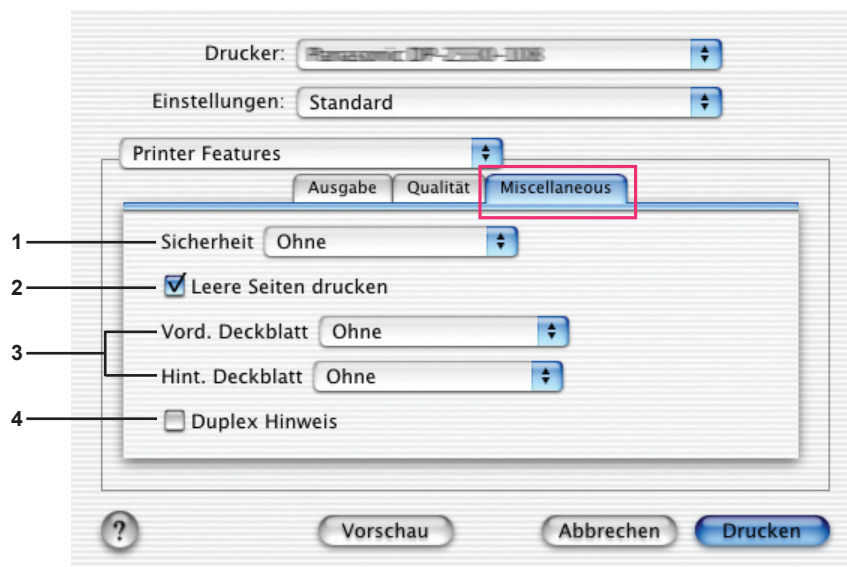 Drucker:
Einstellungen: Standard
Printer Features
Ausgabe Qualität Miscellaneous
1 Sicherheit Ohne
2 Leere Seiten drucken
3 Vord. Deckblatt Ohne
Hint. Deckblatt Ohne
4 Duplex Hinweis
? Vorschau Abbrechen Drucken